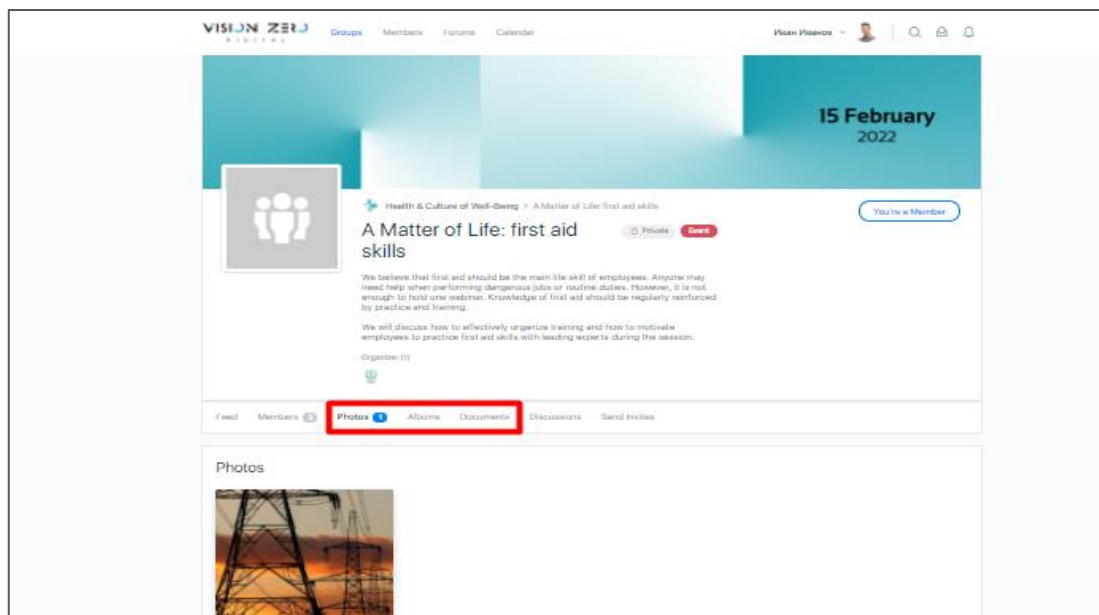 VISION ZERO
DIGITAL
Groups Members Forums Calendar
Иван Иванов
15 February
2022
Health & Culture of Well-Being > A Matter of Life: first aid skills
You're a Member
A Matter of Life: first aid
skills
Private Event
We believe that first aid should be the main life skill of employees. Anyone may
need help when performing dangerous jobs or routine duties. However, it is not
enough to hold one webinar. Knowledge of first aid should be regularly reinforced
by practice and training.
We will discuss how to effectively organize training and how to motivate
employees to practice first aid skills with leading experts during the session.
Organizer (1)
Feed Members Photos 1 Albums Documents Discussions Send Invites
Photos